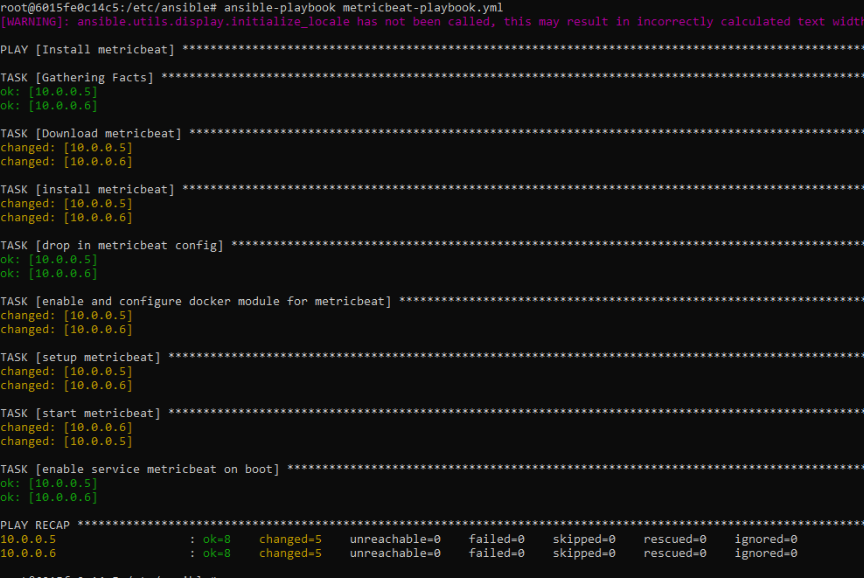 root@6015fe0c14c5:/etc/ansible# ansible-playbook metricbeat-playbook.yml
[WARNING]: ansible.utils.display.initialize_locale has not been called, this may result in incorrectly calculated text width
PLAY [Install metricbeat] *************************************************************************************************
TASK [Gathering Facts] ****************************************************************************************************
ok: [10.0.0.5]
ok: [10.0.0.6]
TASK [Download metricbeat] ************************************************************************************************
changed: [10.0.0.5]
changed: [10.0.0.6]
TASK [install metricbeat] *************************************************************************************************
changed: [10.0.0.5]
changed: [10.0.0.6]
TASK [drop in metricbeat config] ******************************************************************************************
ok: [10.0.0.5]
ok: [10.0.0.6]
TASK [enable and configure docker module for metricbeat] ******************************************************************
changed: [10.0.0.5]
changed: [10.0.0.6]
TASK [setup metricbeat] ***************************************************************************************************
changed: [10.0.0.5]
changed: [10.0.0.6]
TASK [start metricbeat] ***************************************************************************************************
changed: [10.0.0.6]
changed: [10.0.0.5]
TASK [enable service metricbeat on boot] **********************************************************************************
ok: [10.0.0.5]
ok: [10.0.0.6]
PLAY RECAP ****************************************************************************************************************
10.0.0.5                   : ok=8    changed=5    unreachable=0    failed=0    skipped=0    rescued=0    ignored=0
10.0.0.6                   : ok=8    changed=5    unreachable=0    failed=0    skipped=0    rescued=0    ignored=0